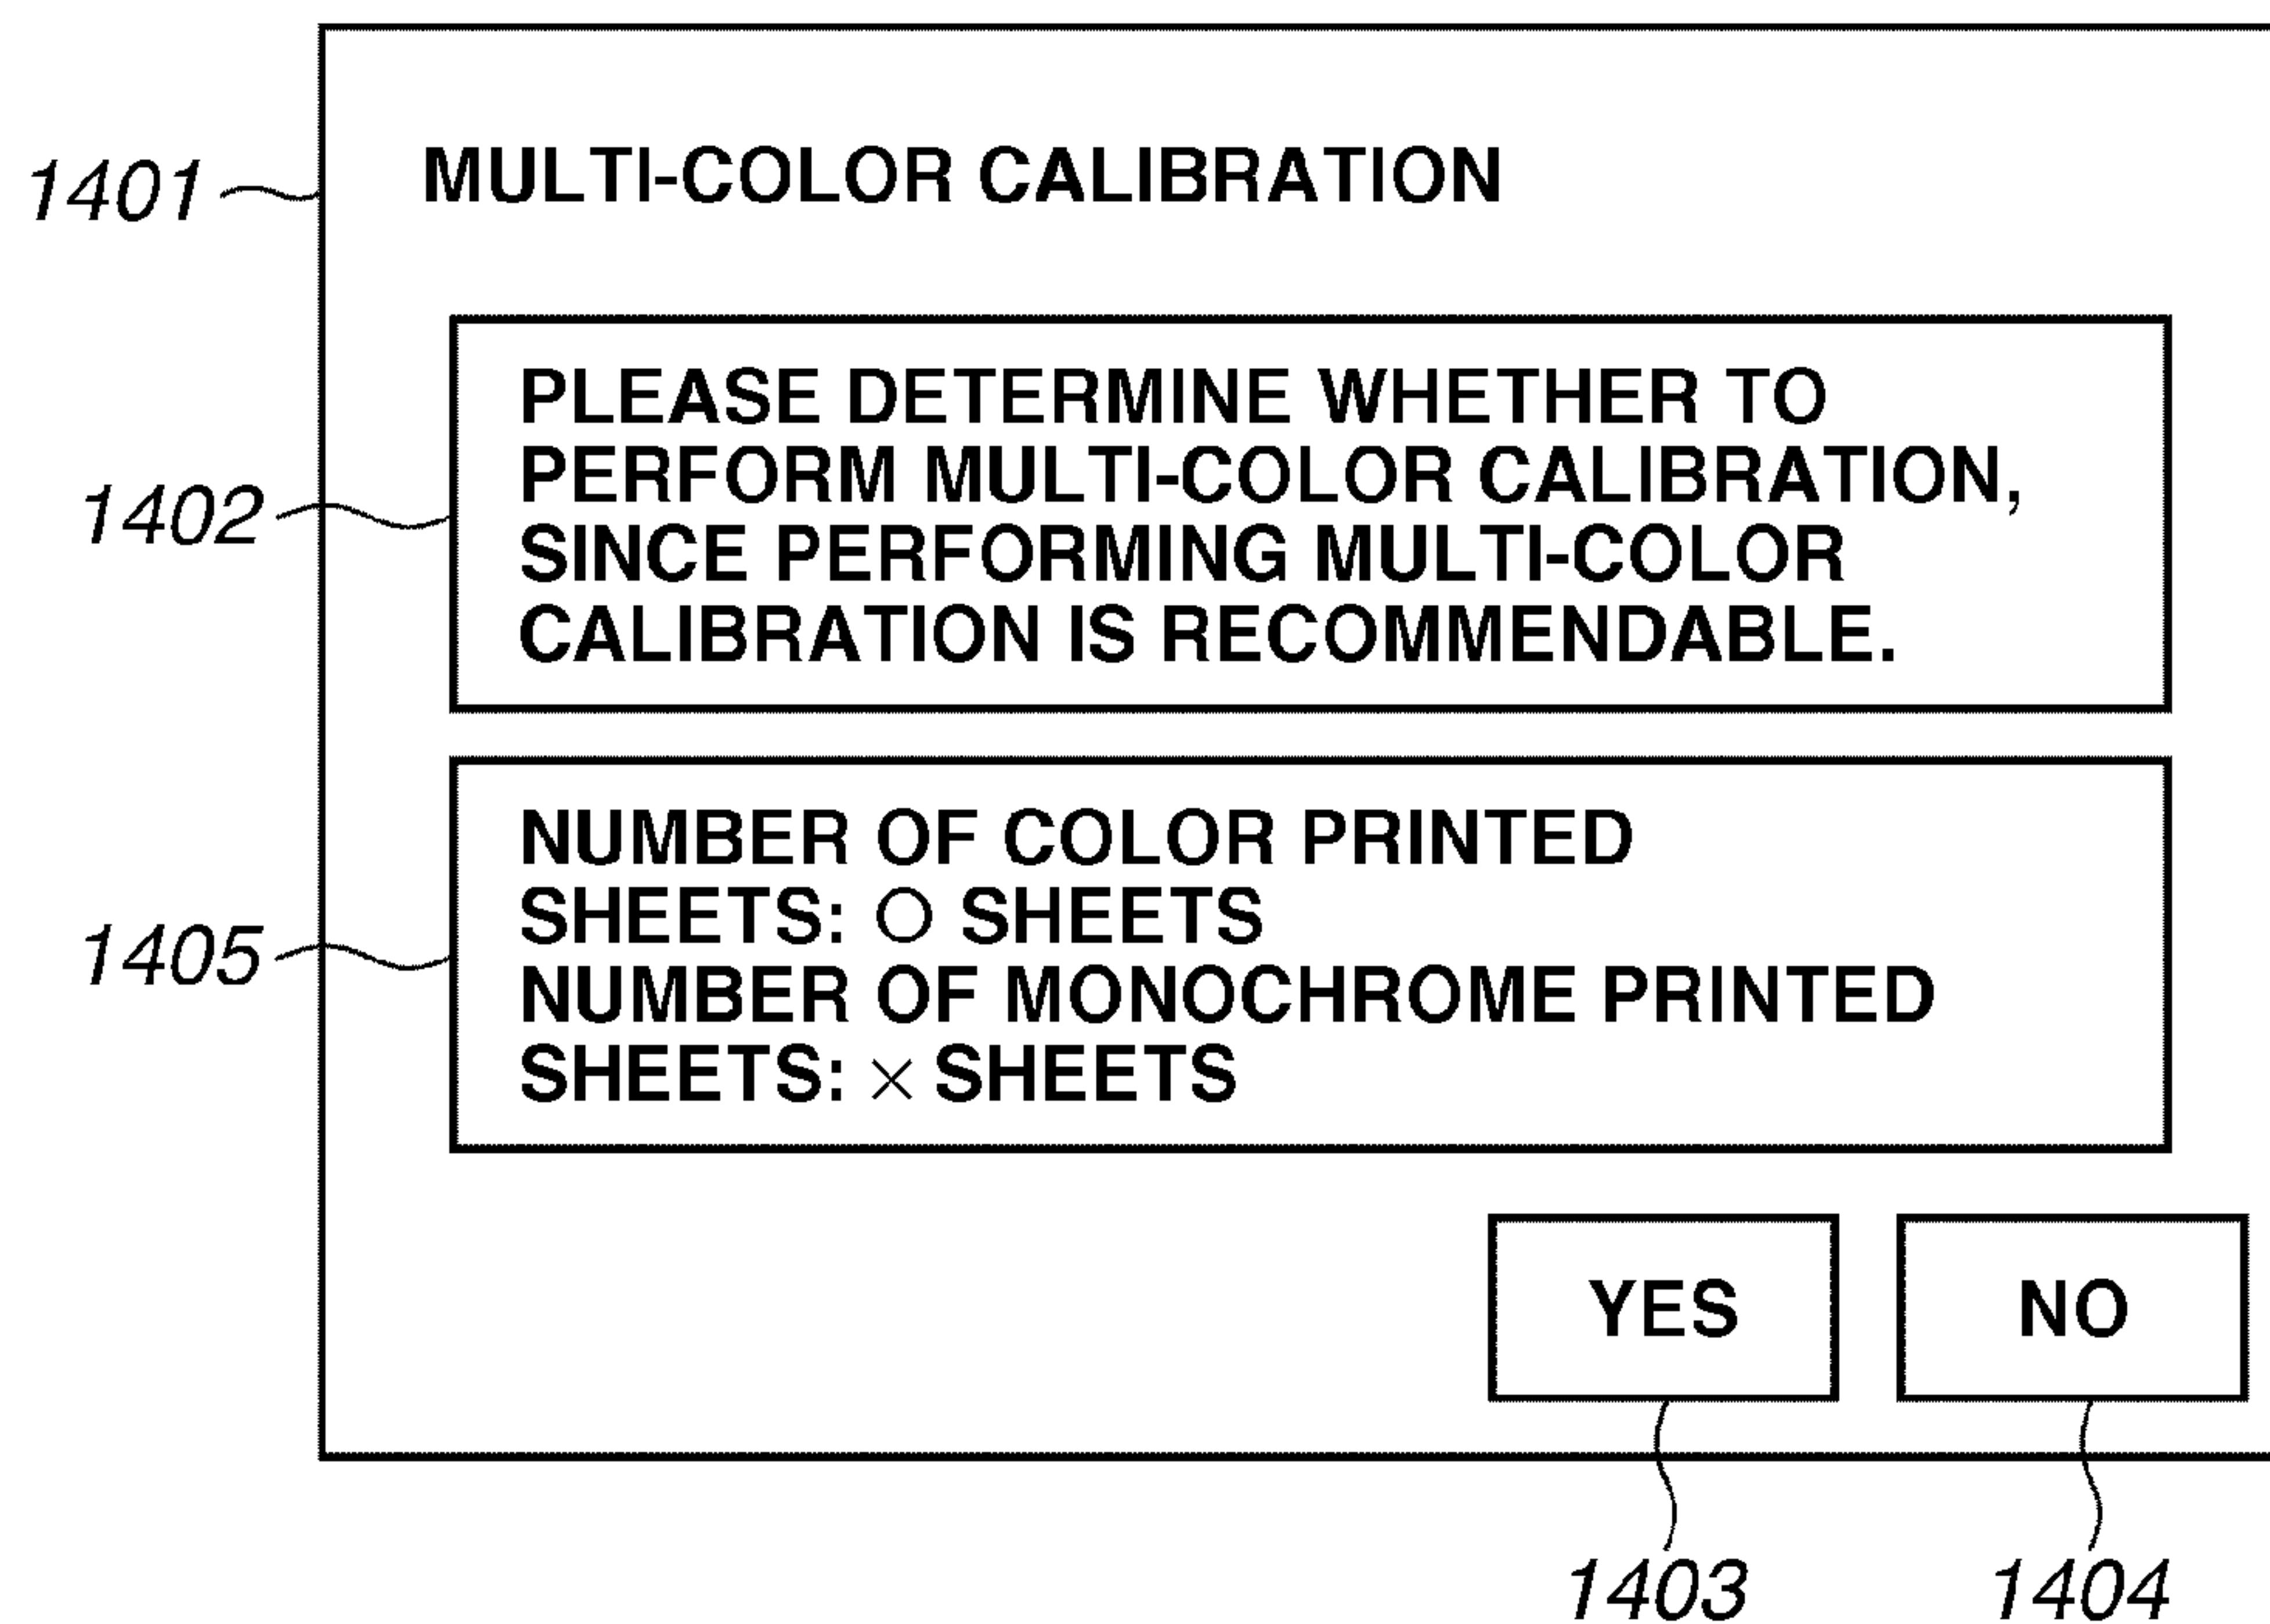 1401
MULTI-COLOR CALIBRATION
1402
PLEASE DETERMINE WHETHER TO
PERFORM MULTI-COLOR CALIBRATION,
SINCE PERFORMING MULTI-COLOR
CALIBRATION IS RECOMMENDABLE.
1405
NUMBER OF COLOR PRINTED
SHEETS: ○ SHEETS
NUMBER OF MONOCHROME PRINTED
SHEETS: × SHEETS
YES
NO
1403
1404